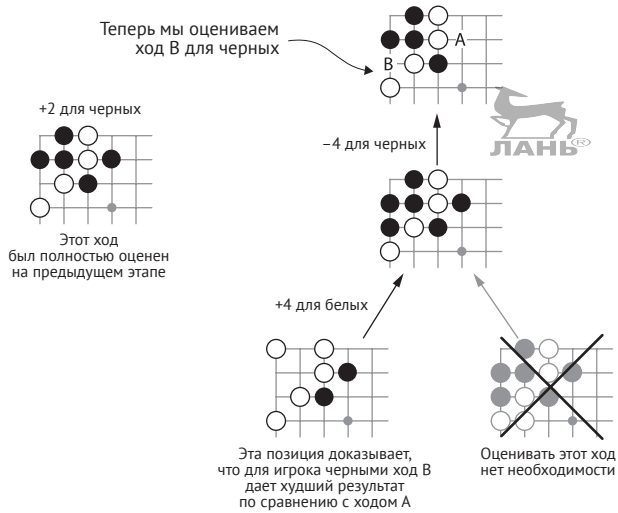 Теперь мы оцениваем
ход B для черных
A
B
+2 для черных
–4 для черных
ЛАНЬ®
Этот ход
был полностью оценен
на предыдущем этапе
+4 для белых
Эта позиция доказывает,
что для игрока черными ход B
дает худший результат
по сравнению с ходом A
Оценивать этот ход
нет необходимости